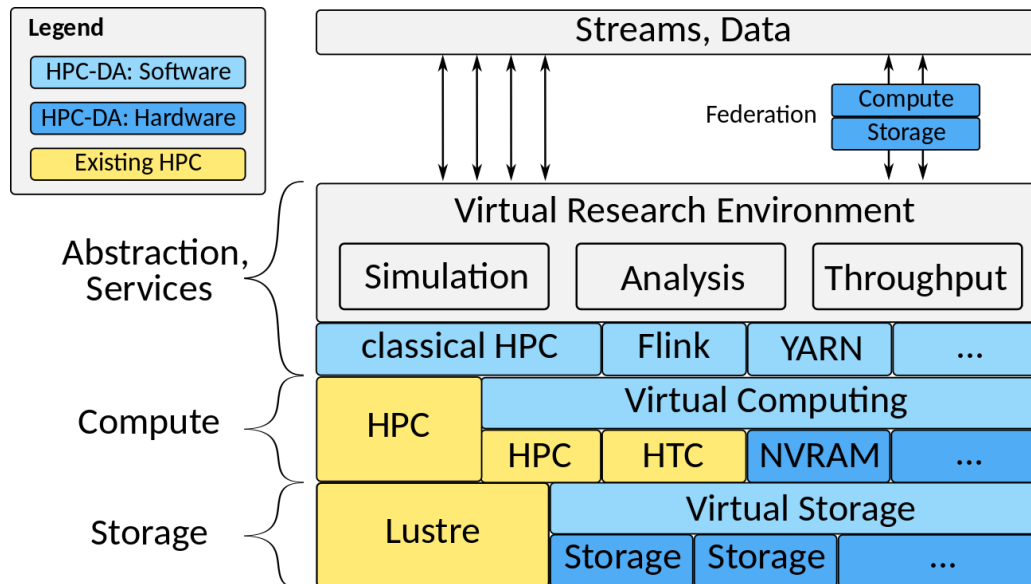 Legend
HPC-DA: Software
HPC-DA: Hardware
Existing HPC
Streams, Data
Federation
Compute
Storage
Abstraction,
Services
Virtual Research Environment
Simulation
Analysis
Throughput
classical HPC
Flink
YARN
...
Compute
HPC
Virtual Computing
HPC
HTC
NVRAM
...
Storage
Lustre
Virtual Storage
Storage
Storage
...